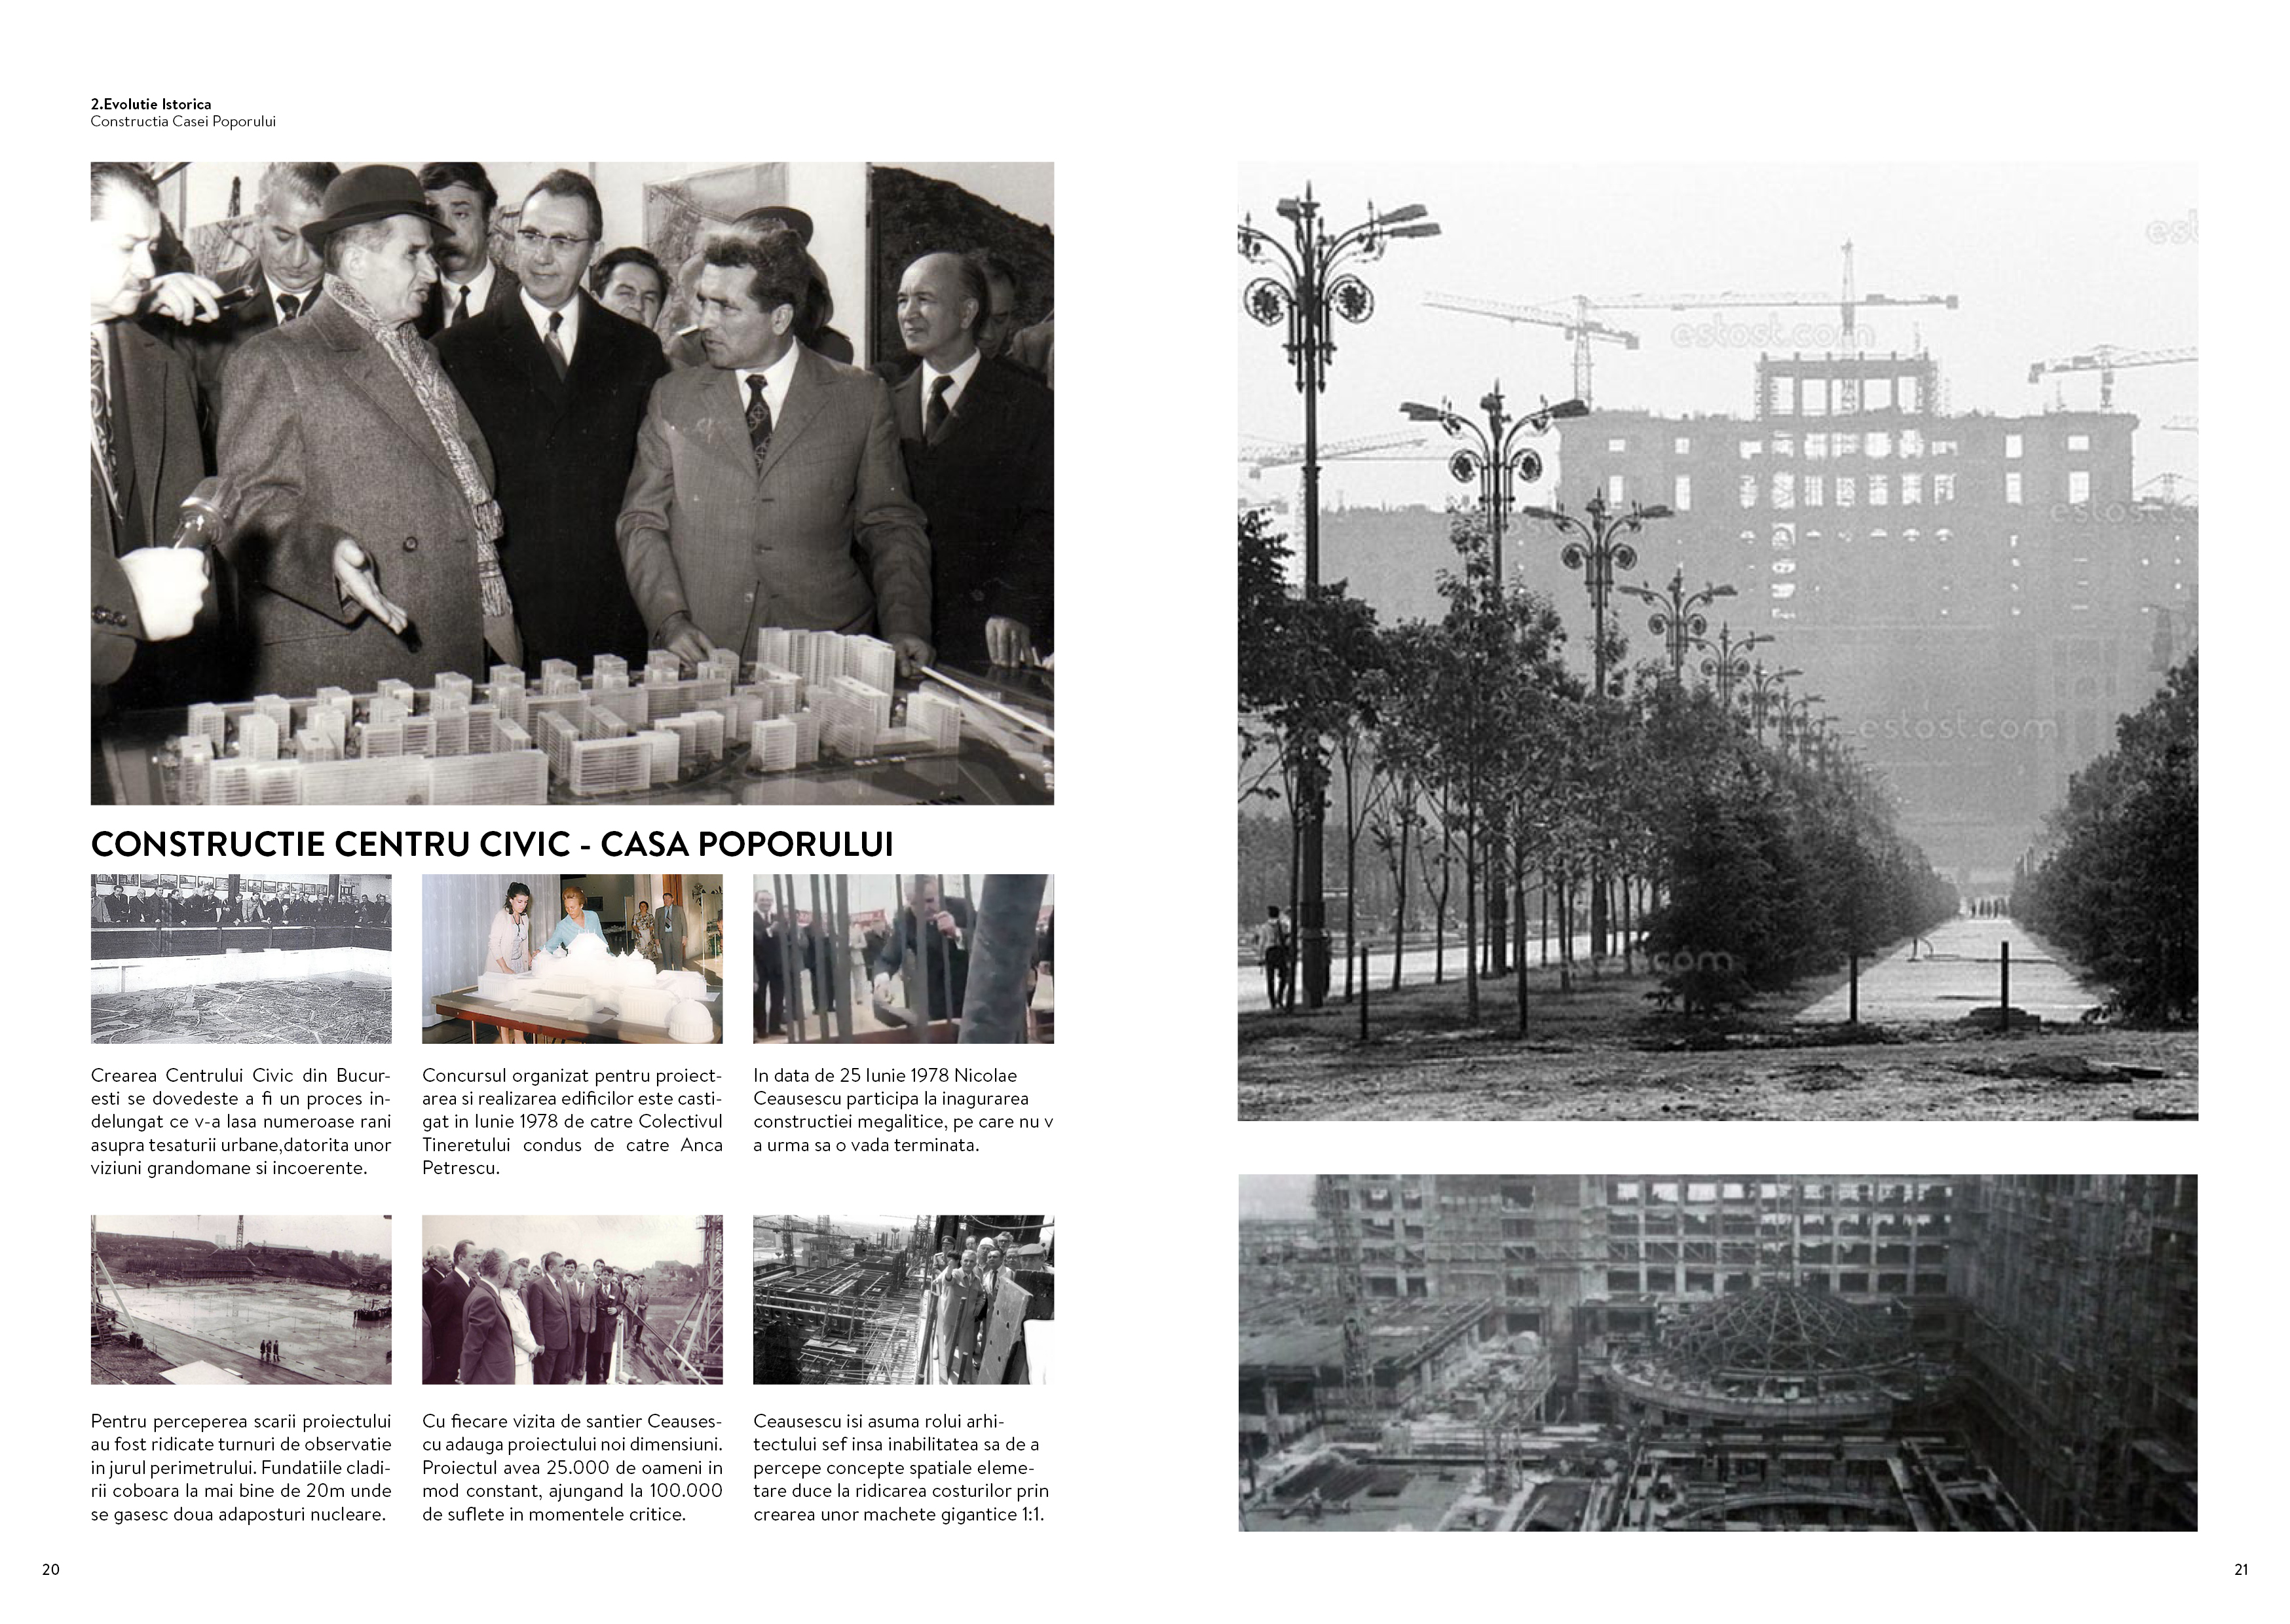 2.Evolutie Istorica
Constructia Casei Poporului
CONSTRUCTIE CENTRU CIVIC - CASA POPORULUI
Crearea Centrului Civic din Bucur-
esti se dovedeste a fi un proces in-
delungat ce v-a lasa numeroase rani
asupra tesaturii urbane,datorita unor
viziuni grandomane si incoerente.
Concursul organizat pentru proiect-
area si realizarea edificilor este casti-
gat in Iunie 1978 de catre Colectivul
Tineretului condus de catre Anca
Petrescu.
In data de 25 Iunie 1978 Nicolae
Ceausescu participa la inagurarea
constructiei megalitice, pe care nu v
a urma sa o vada terminata.
Pentru perceperea scarii proiectului
au fost ridicate turnuri de observatie
in jurul perimetrului. Fundatiile cladi-
rii coboara la mai bine de 20m unde
se gasesc doua adaposturi nucleare.
Cu fiecare vizita de santier Ceauses-
cu adauga proiectului noi dimensiuni.
Proiectul avea 25.000 de oameni in
mod constant, ajungand la 100.000
de suflete in momentele critice.
Ceausescu isi asuma rolui arhi-
tectului sef insa inabilitatea sa de a
percepe concepte spatiale eleme-
tare duce la ridicarea costurilor prin
crearea unor machete gigantice 1:1.
20
est
estost.com
estost.c
estost.com
.com
21